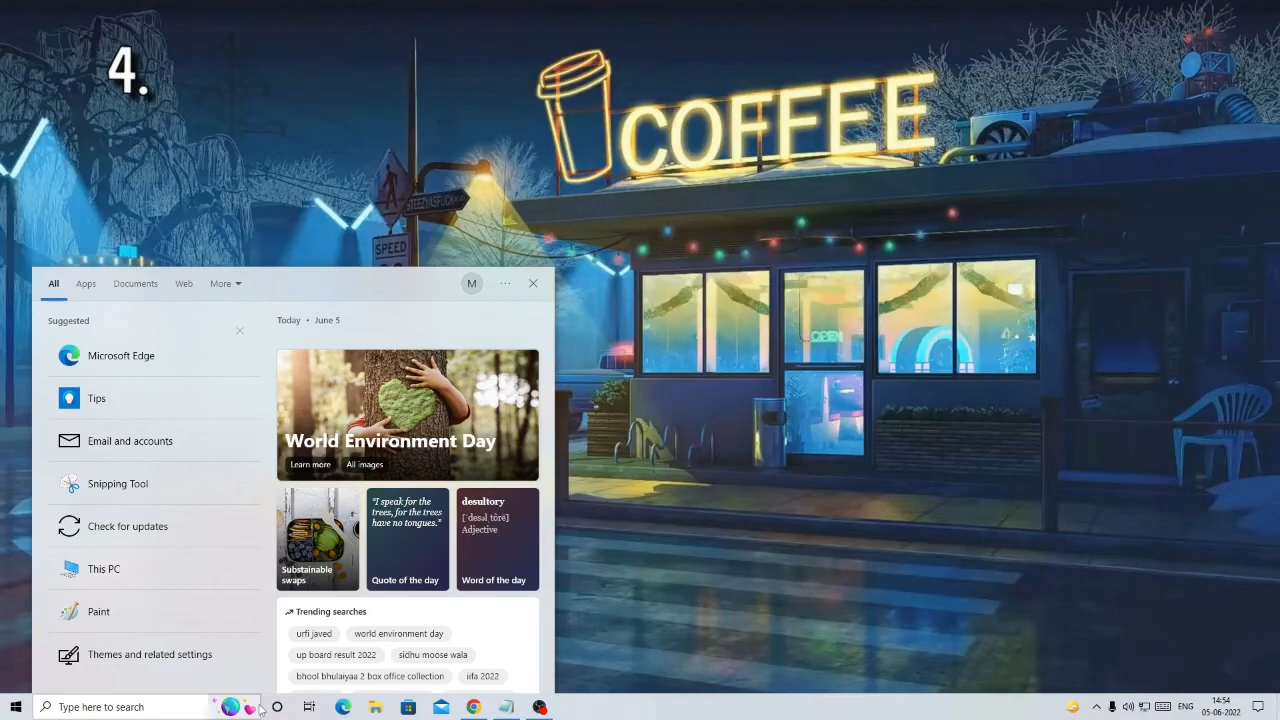 4.
COFFEE
STEEZYASFUCK
SPEED
OPEN
All
Apps
Documents
Web
More
M
Suggested
Microsoft Edge
Tips
Email and accounts
Snipping Tool
Check for updates
This PC
Paint
Themes and related settings
Today • June 5
World Environment Day
Learn more
All images
Substainable
swaps
"I speak for the
trees, for the trees
have no tongues."
Quote of the day
desultory
[ˈdesəlˌtôrē]
Adjective
Word of the day
Trending searches
urfi javed
world environment day
up board result 2022
sidhu moose wala
bhool bhulaiyaa 2 box office collection
iifa 2022
Type here to search
ENG
14:54
05-06-2022